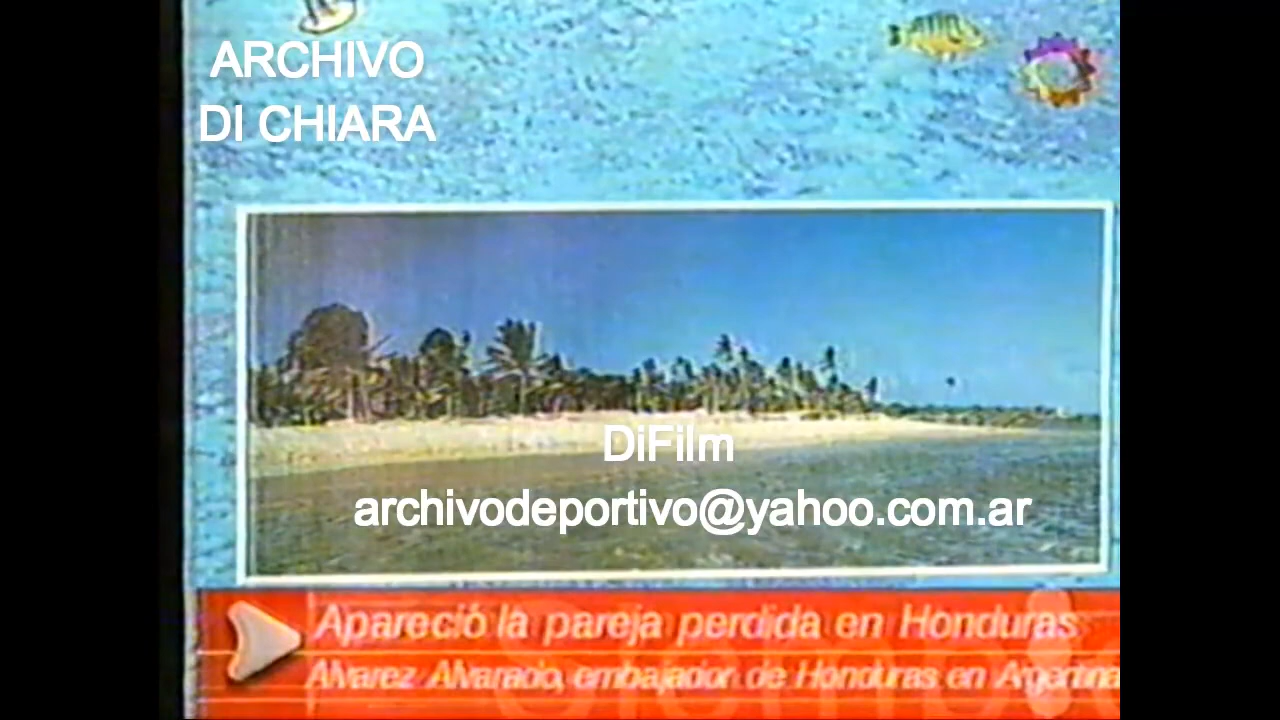 ARCHIVO
DI CHIARA
DiFilm
archivodeportivo@yahoo.com.ar
Apareció la pareja perdida en Honduras
Alvarez Alvarado, embajador de Honduras en Argentina